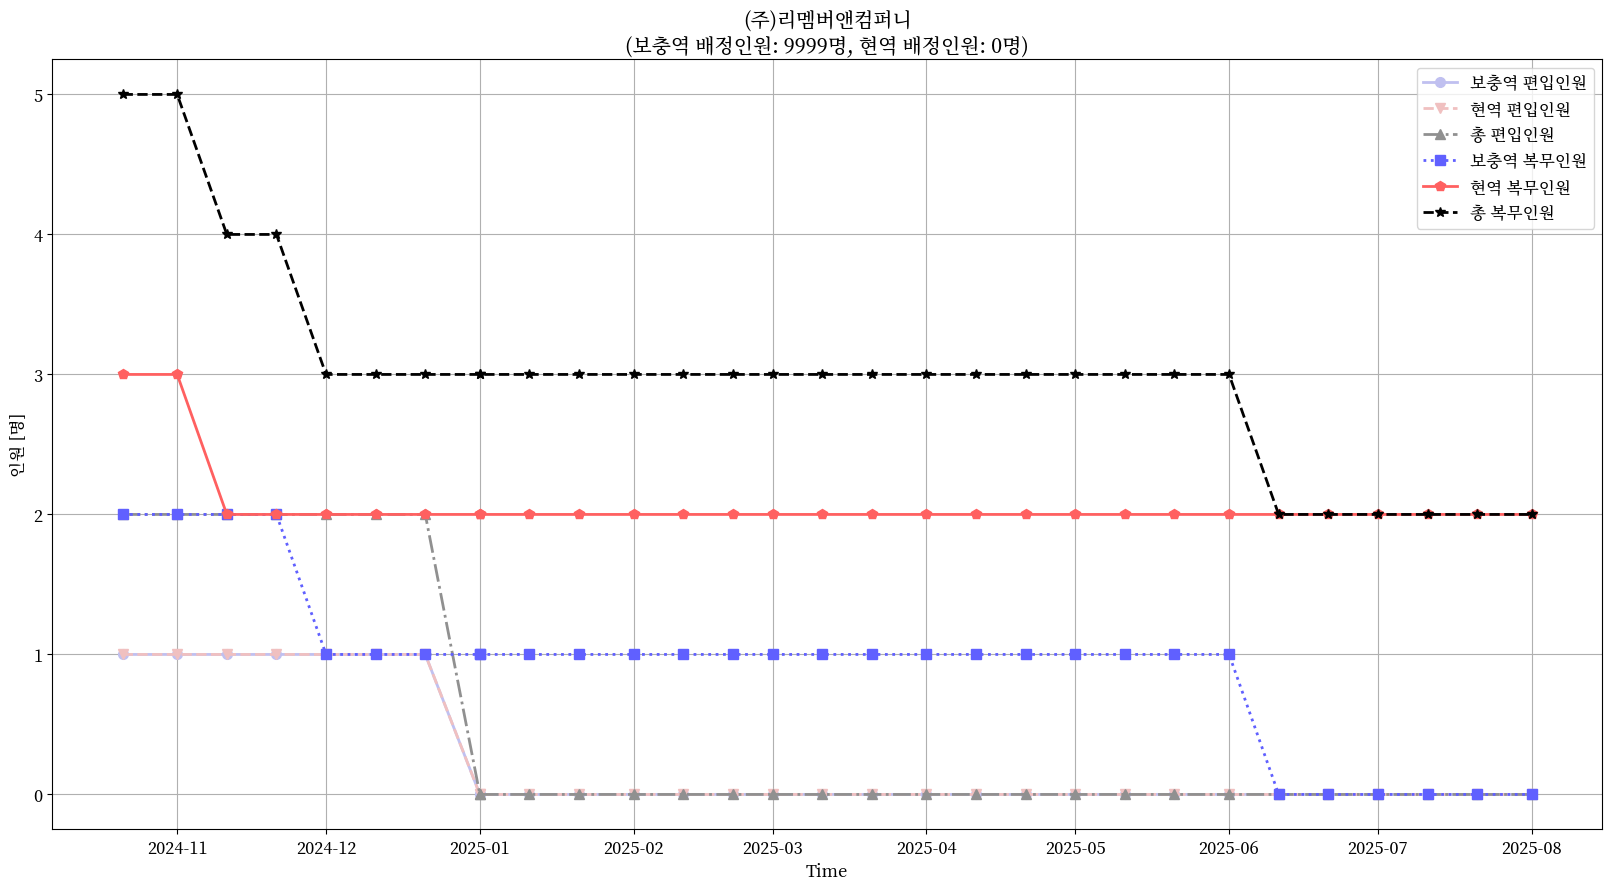 (주)리멤버앤컴퍼니
(보충역 배정인원: 9999명, 현역 배정인원: 0명)
보충역 편입인원
현역 편입인원
총 편입인원
보충역 복무인원
현역 복무인원
총 복무인원
인원 [명]
5
4
3
2
1
0
2024-11
2024-12
2025-01
2025-02
2025-03
2025-04
2025-05
2025-06
2025-07
2025-08
Time